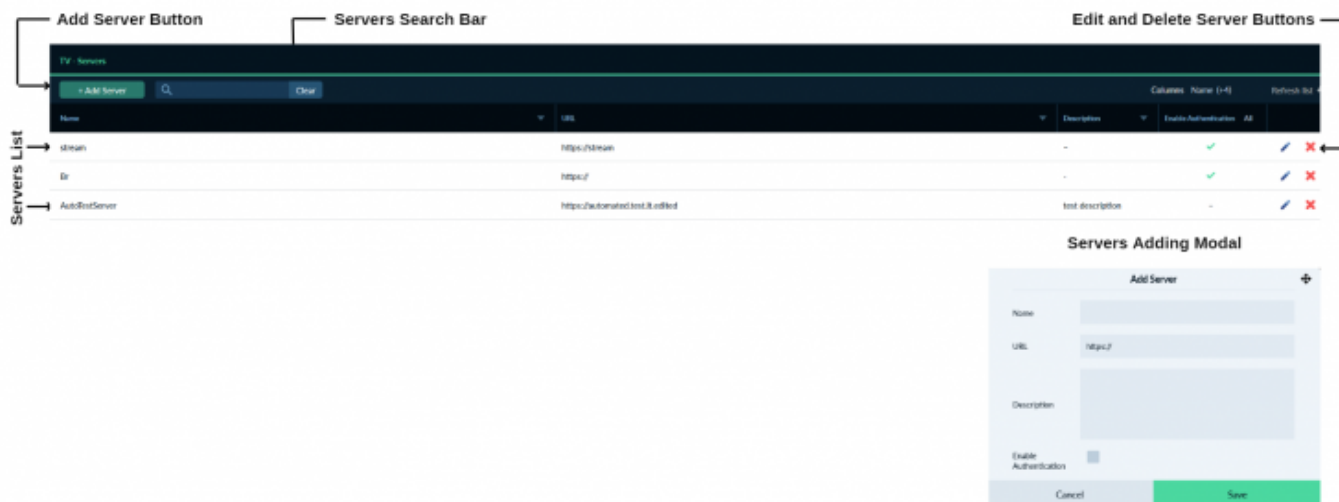 Add Server Button
Servers Search Bar
Edit and Delete Server Buttons
TV - Servers
+ Add Server
Clear
Columns Name (+4)
Refresh list
Name
URL
Description
Enable Authentication All
Servers List
stream https://stream -
Br https:// -
AutoTestServer https://automated.test.lt.edited test description -
Servers Adding Modal
Add Server
Name
URL https://
Description
Enable
Authentication
Cancel Save